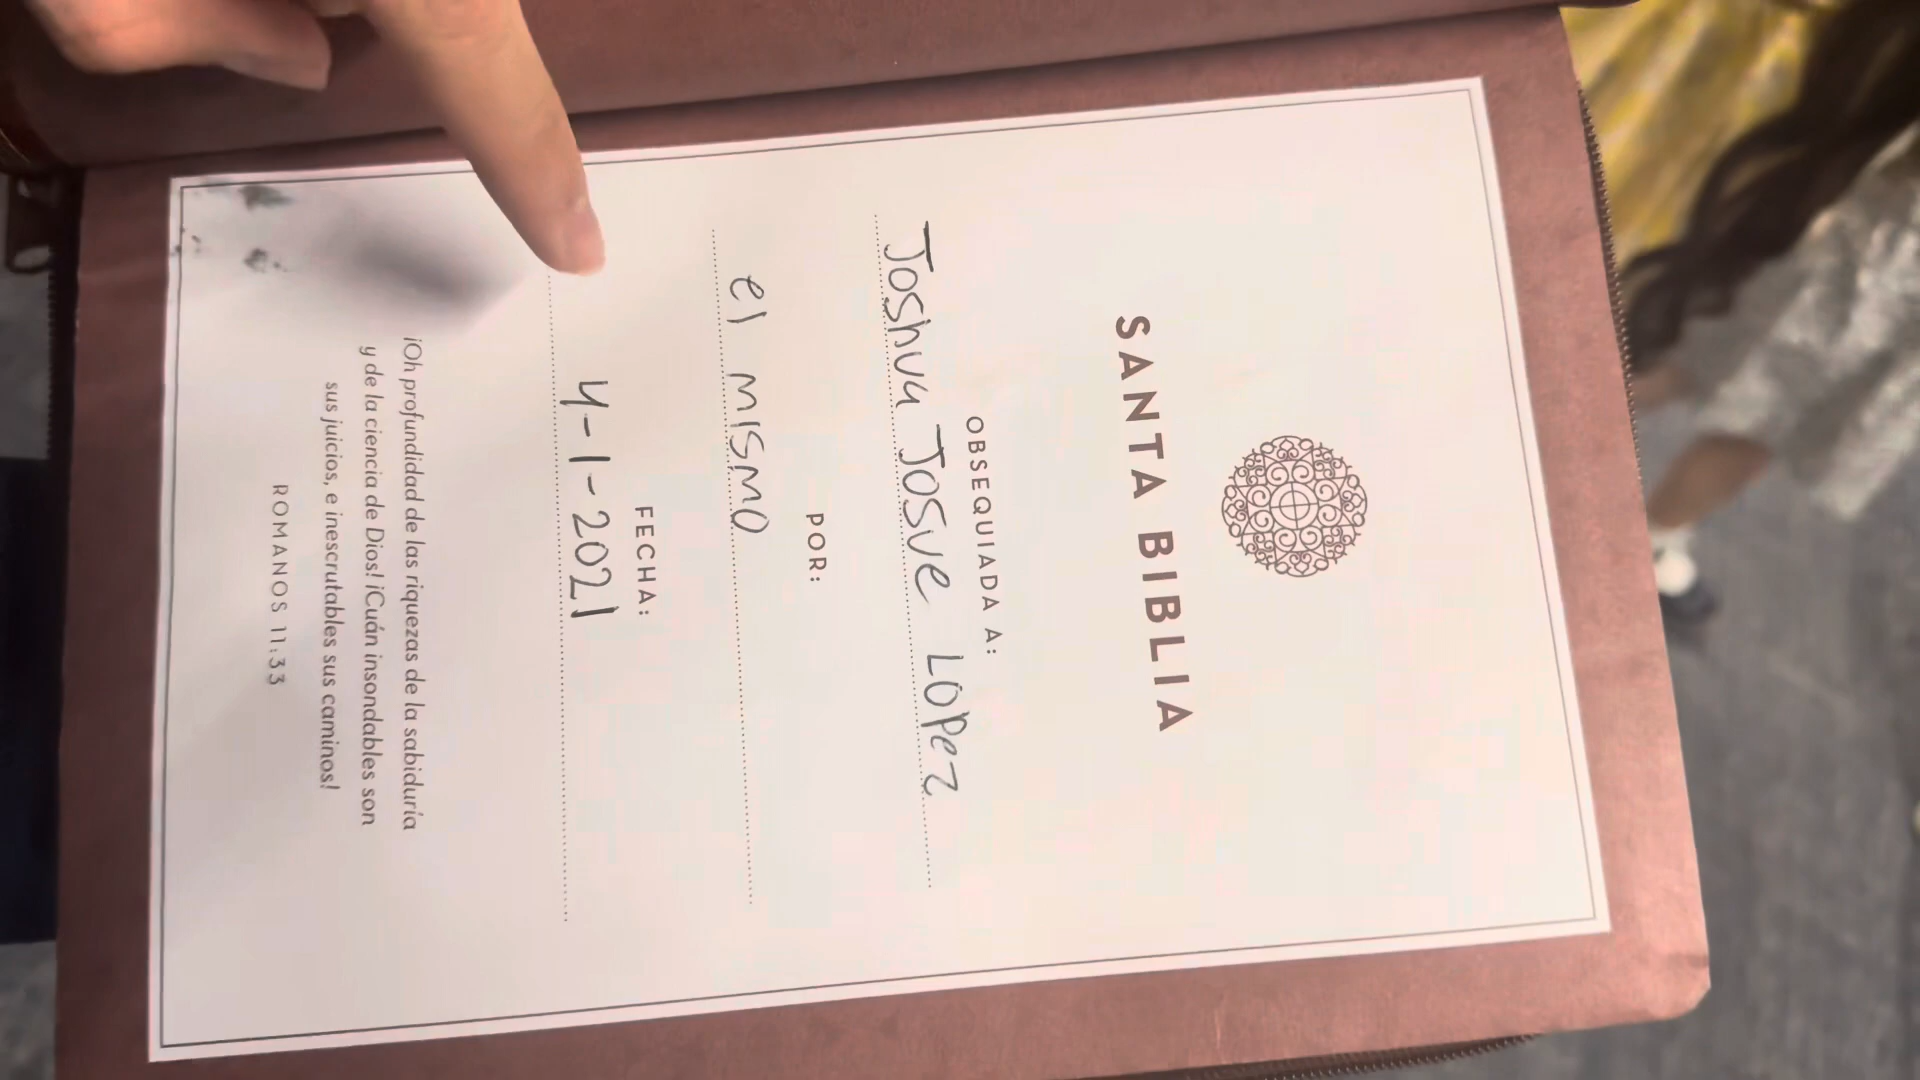 SANTA BIBLIA
OBSEQUIADA A:
Joshua Josue Lopez
POR:
el mismo
FECHA:
4-1-2021
¡Oh profundidad de las riquezas de la sabiduría
y de la ciencia de Dios! ¡Cuán insondables son
sus juicios, e inescrutables sus caminos!
ROMANOS 11:33